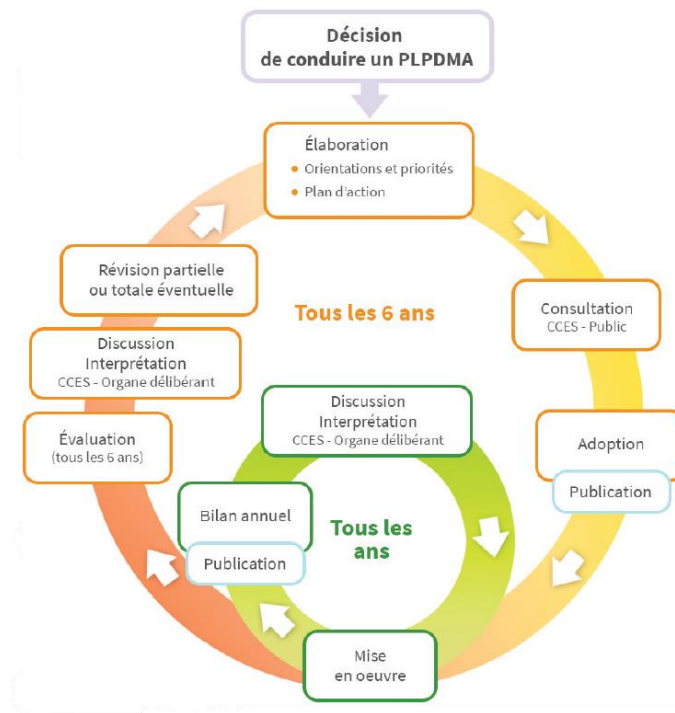 Décision
de conduire un PLPDMA
Élaboration
• Orientations et priorités
• Plan d'action
Tous les 6 ans
Consultation
CCES - Public
Adoption
Publication
Mise
en oeuvre
Évaluation
(tous les 6 ans)
Discussion
Interprétation
CCES - Organe délibérant
Révision partielle
ou totale éventuelle
Tous les
ans
Bilan annuel
Publication
Discussion
Interprétation
CCES - Organe délibérant